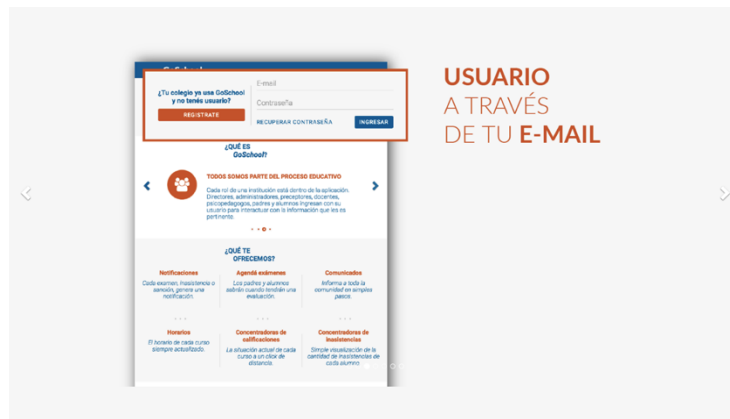 GoSchool
¿Tu colegio ya usa GoSchool
y no tenés usuario?
REGISTRATE
E-mail
Contraseña
RECUPERAR CONTRASEÑA
INGRESAR
USUARIO
A TRAVÉS
DE TU E-MAIL
¿QUÉ ES
GoSchool?
TODOS SOMOS PARTE DEL PROCESO EDUCATIVO
Cada rol de una institución está dentro de la aplicación.
Directores, administradores, preceptores, docentes,
psicopedagogos, padres y alumnos ingresan con su
usuario para interactuar con la información que les es
pertinente.
¿QUÉ TE
OFRECEMOS?
Notificaciones
Cada examen, inasistencia o
sanción, genera una
notificación.
Agendá exámenes
Los padres y alumnos
sabrán cuando tendrán una
evaluación.
Comunicados
Informa a toda la
comunidad en simples
pasos.
Horarios
El horario de cada curso
siempre actualizado.
Concentradoras de
calificaciones
La situación actual de cada
curso a un click de
distancia.
Concentradoras de
inasistencias
Simple visualización de la
cantidad de inasistencias de
cada alumno